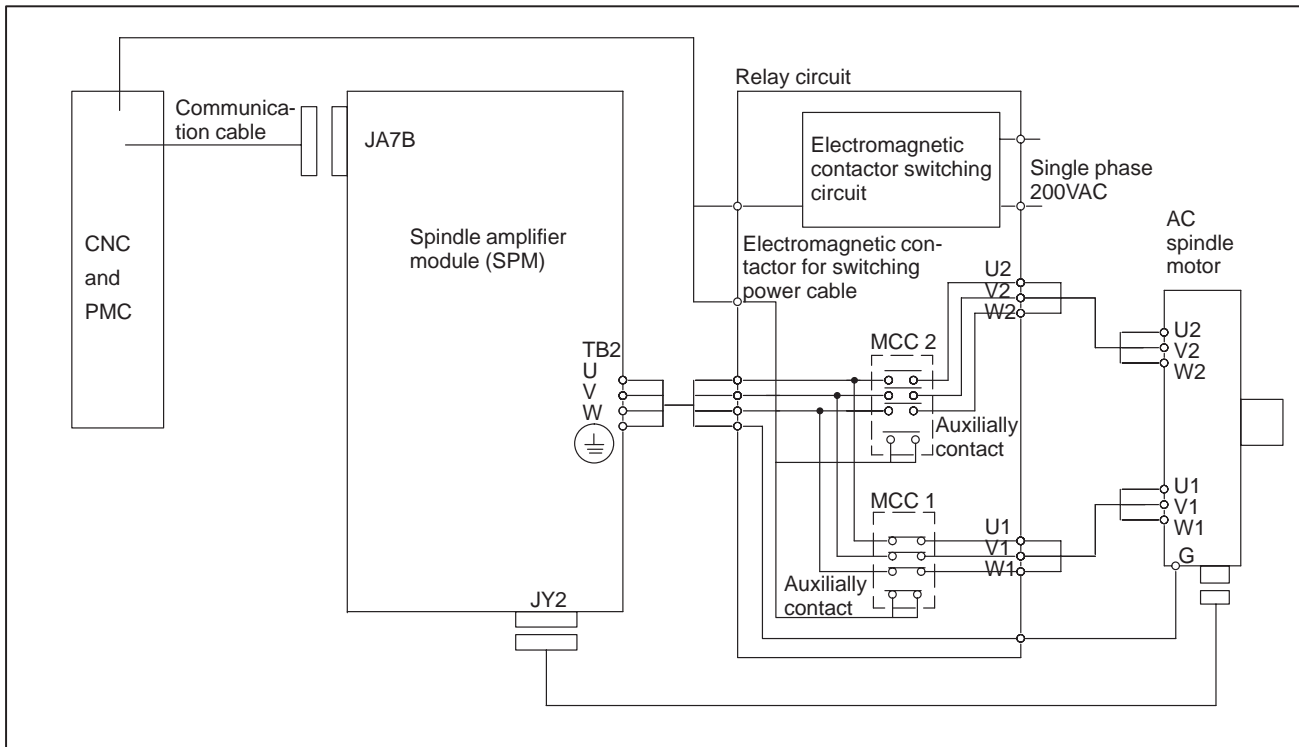 Relay circuit
Communica-
tion cable
JA7B
Electromagnetic
contactor switching
circuit
Single phase
200VAC
CNC
and
PMC
Spindle amplifier
module (SPM)
Electromagnetic con-
tactor for switching
power cable
AC
spindle
motor
U2
V2
W2
MCC 2
U2
V2
W2
TB2
U
V
W
Auxilially
contact
MCC 1
U1
V1
W1
U1
V1
W1
G
Auxilially
contact
JY2